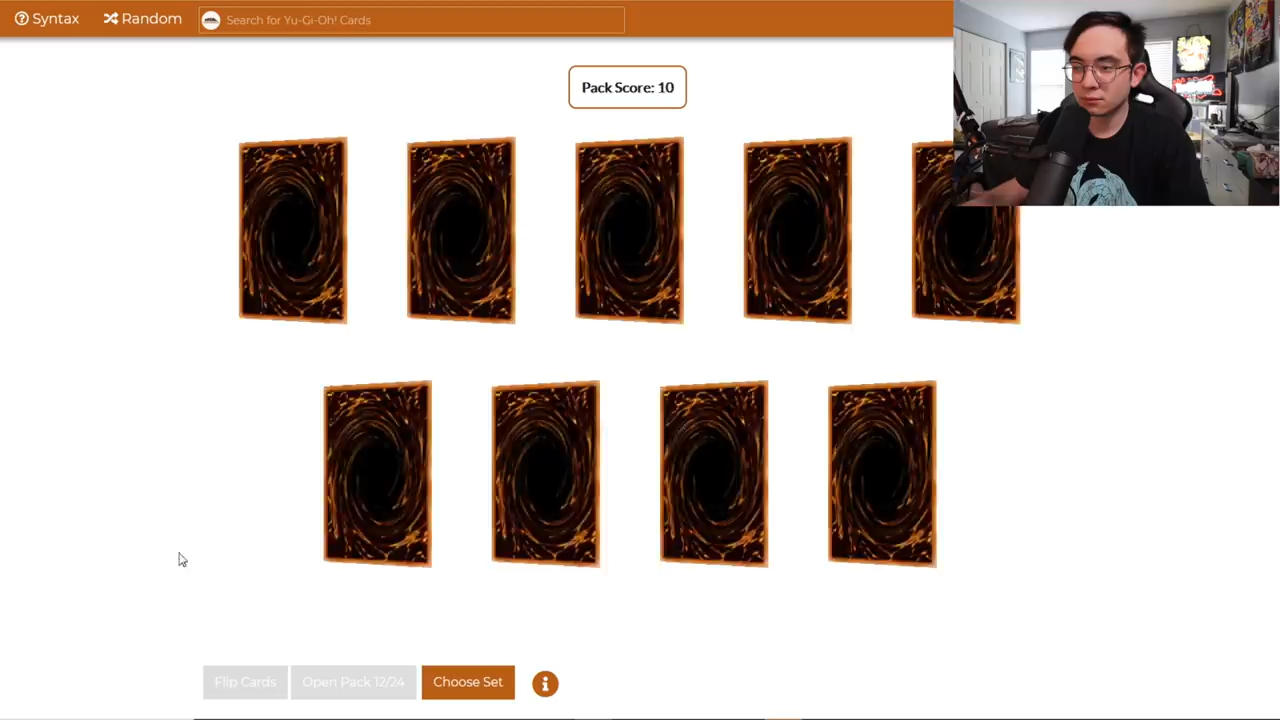 Syntax
Random
Search for Yu-Gi-Oh! Cards
Pack Score: 10
Flip Cards
Open Pack 12/24
Choose Set